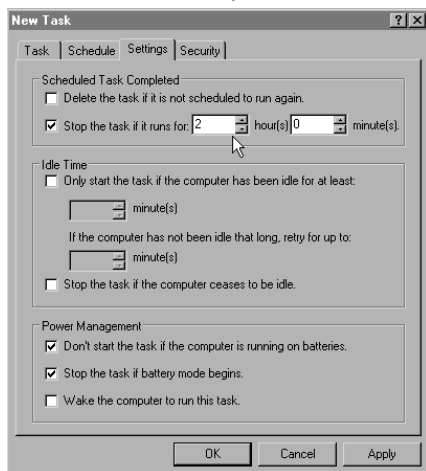 New Task
Task Schedule Settings Security
Scheduled Task Completed
Delete the task if it is not scheduled to run again.
Stop the task if it runs for: 2 hour(s) 0 minute(s).
Idle Time
Only start the task if the computer has been idle for at least:
minute(s)
If the computer has not been idle that long, retry for up to:
minute(s)
Stop the task if the computer ceases to be idle.
Power Management
Don't start the task if the computer is running on batteries.
Stop the task if battery mode begins.
Wake the computer to run this task.
OK Cancel Apply